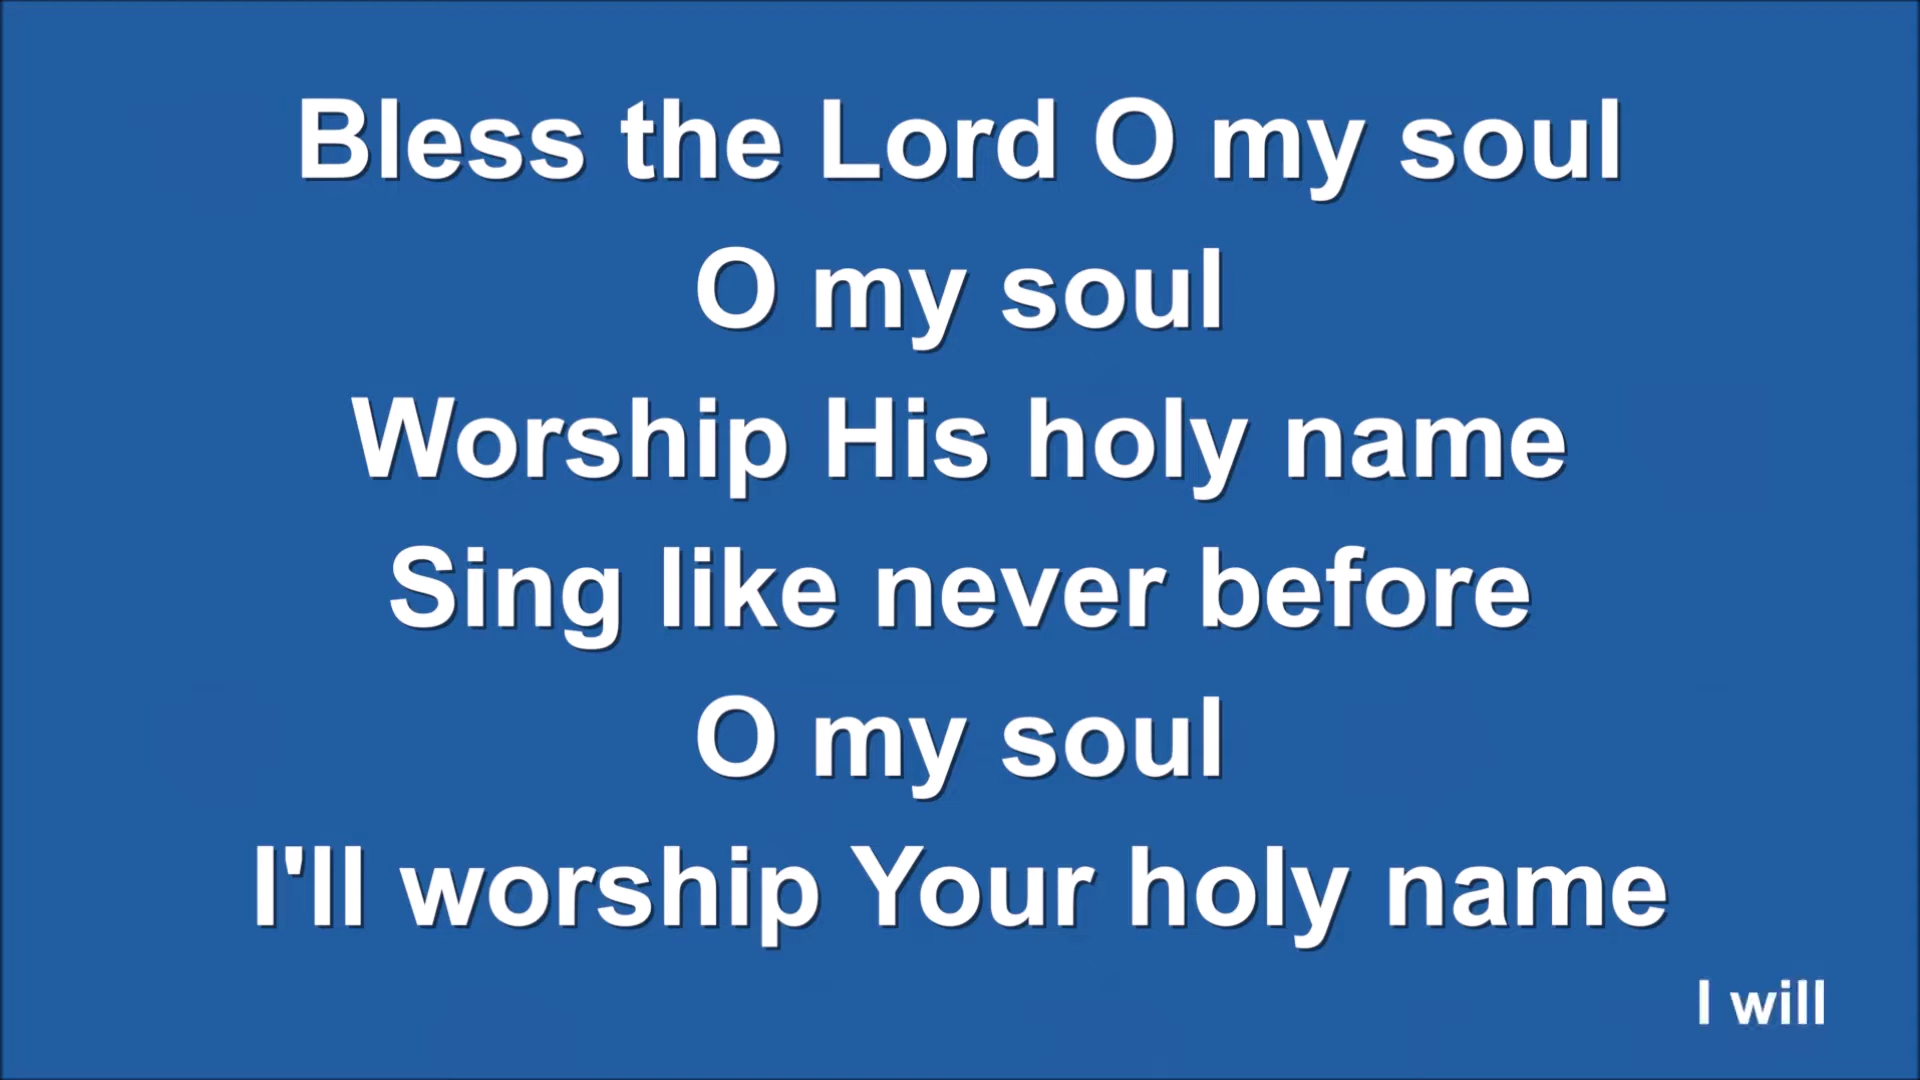 Bless the Lord O my soul
O my soul
Worship His holy name
Sing like never before
O my soul
I'll worship Your holy name
I will